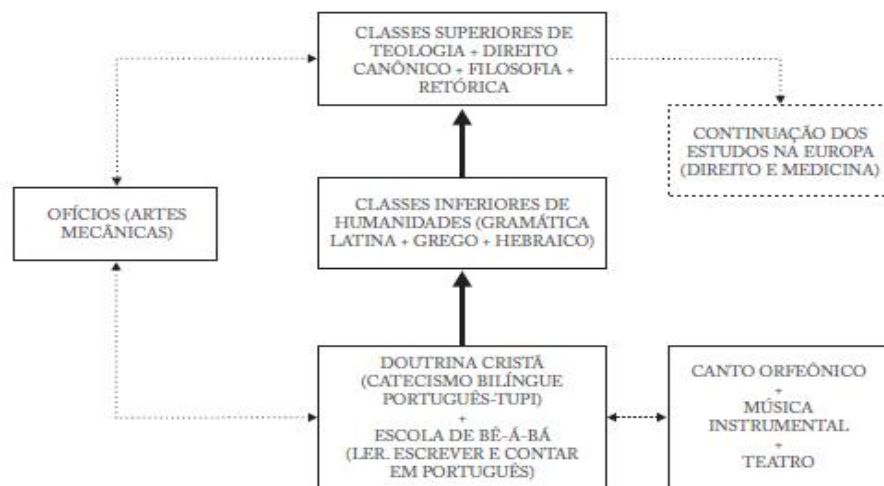 CLASSES SUPERIORES DE
TEOLOGIA + DIREITO
CANÔNICO + FILOSOFIA +
RETÓRICA
CONTINUAÇÃO DOS
ESTUDOS NA EUROPA
(DIREITO E MEDICINA)
OFÍCIOS (ARTES
MECÂNICAS)
CLASSES INFERIORES DE
HUMANIDADES (GRAMÁTICA
LATINA + GREGO + HEBRAICO)
DOUTRINA CRISTÃ
(CATECISMO BILÍNGUE
PORTUGUÊS-TUPI)
+
ESCOLA DE BÊ-Á-BÁ
(LER. ESCREVER E CONTAR
EM PORTUGUÊS)
CANTO ORFEÔNICO
+
MÚSICA
INSTRUMENTAL
+
TEATRO